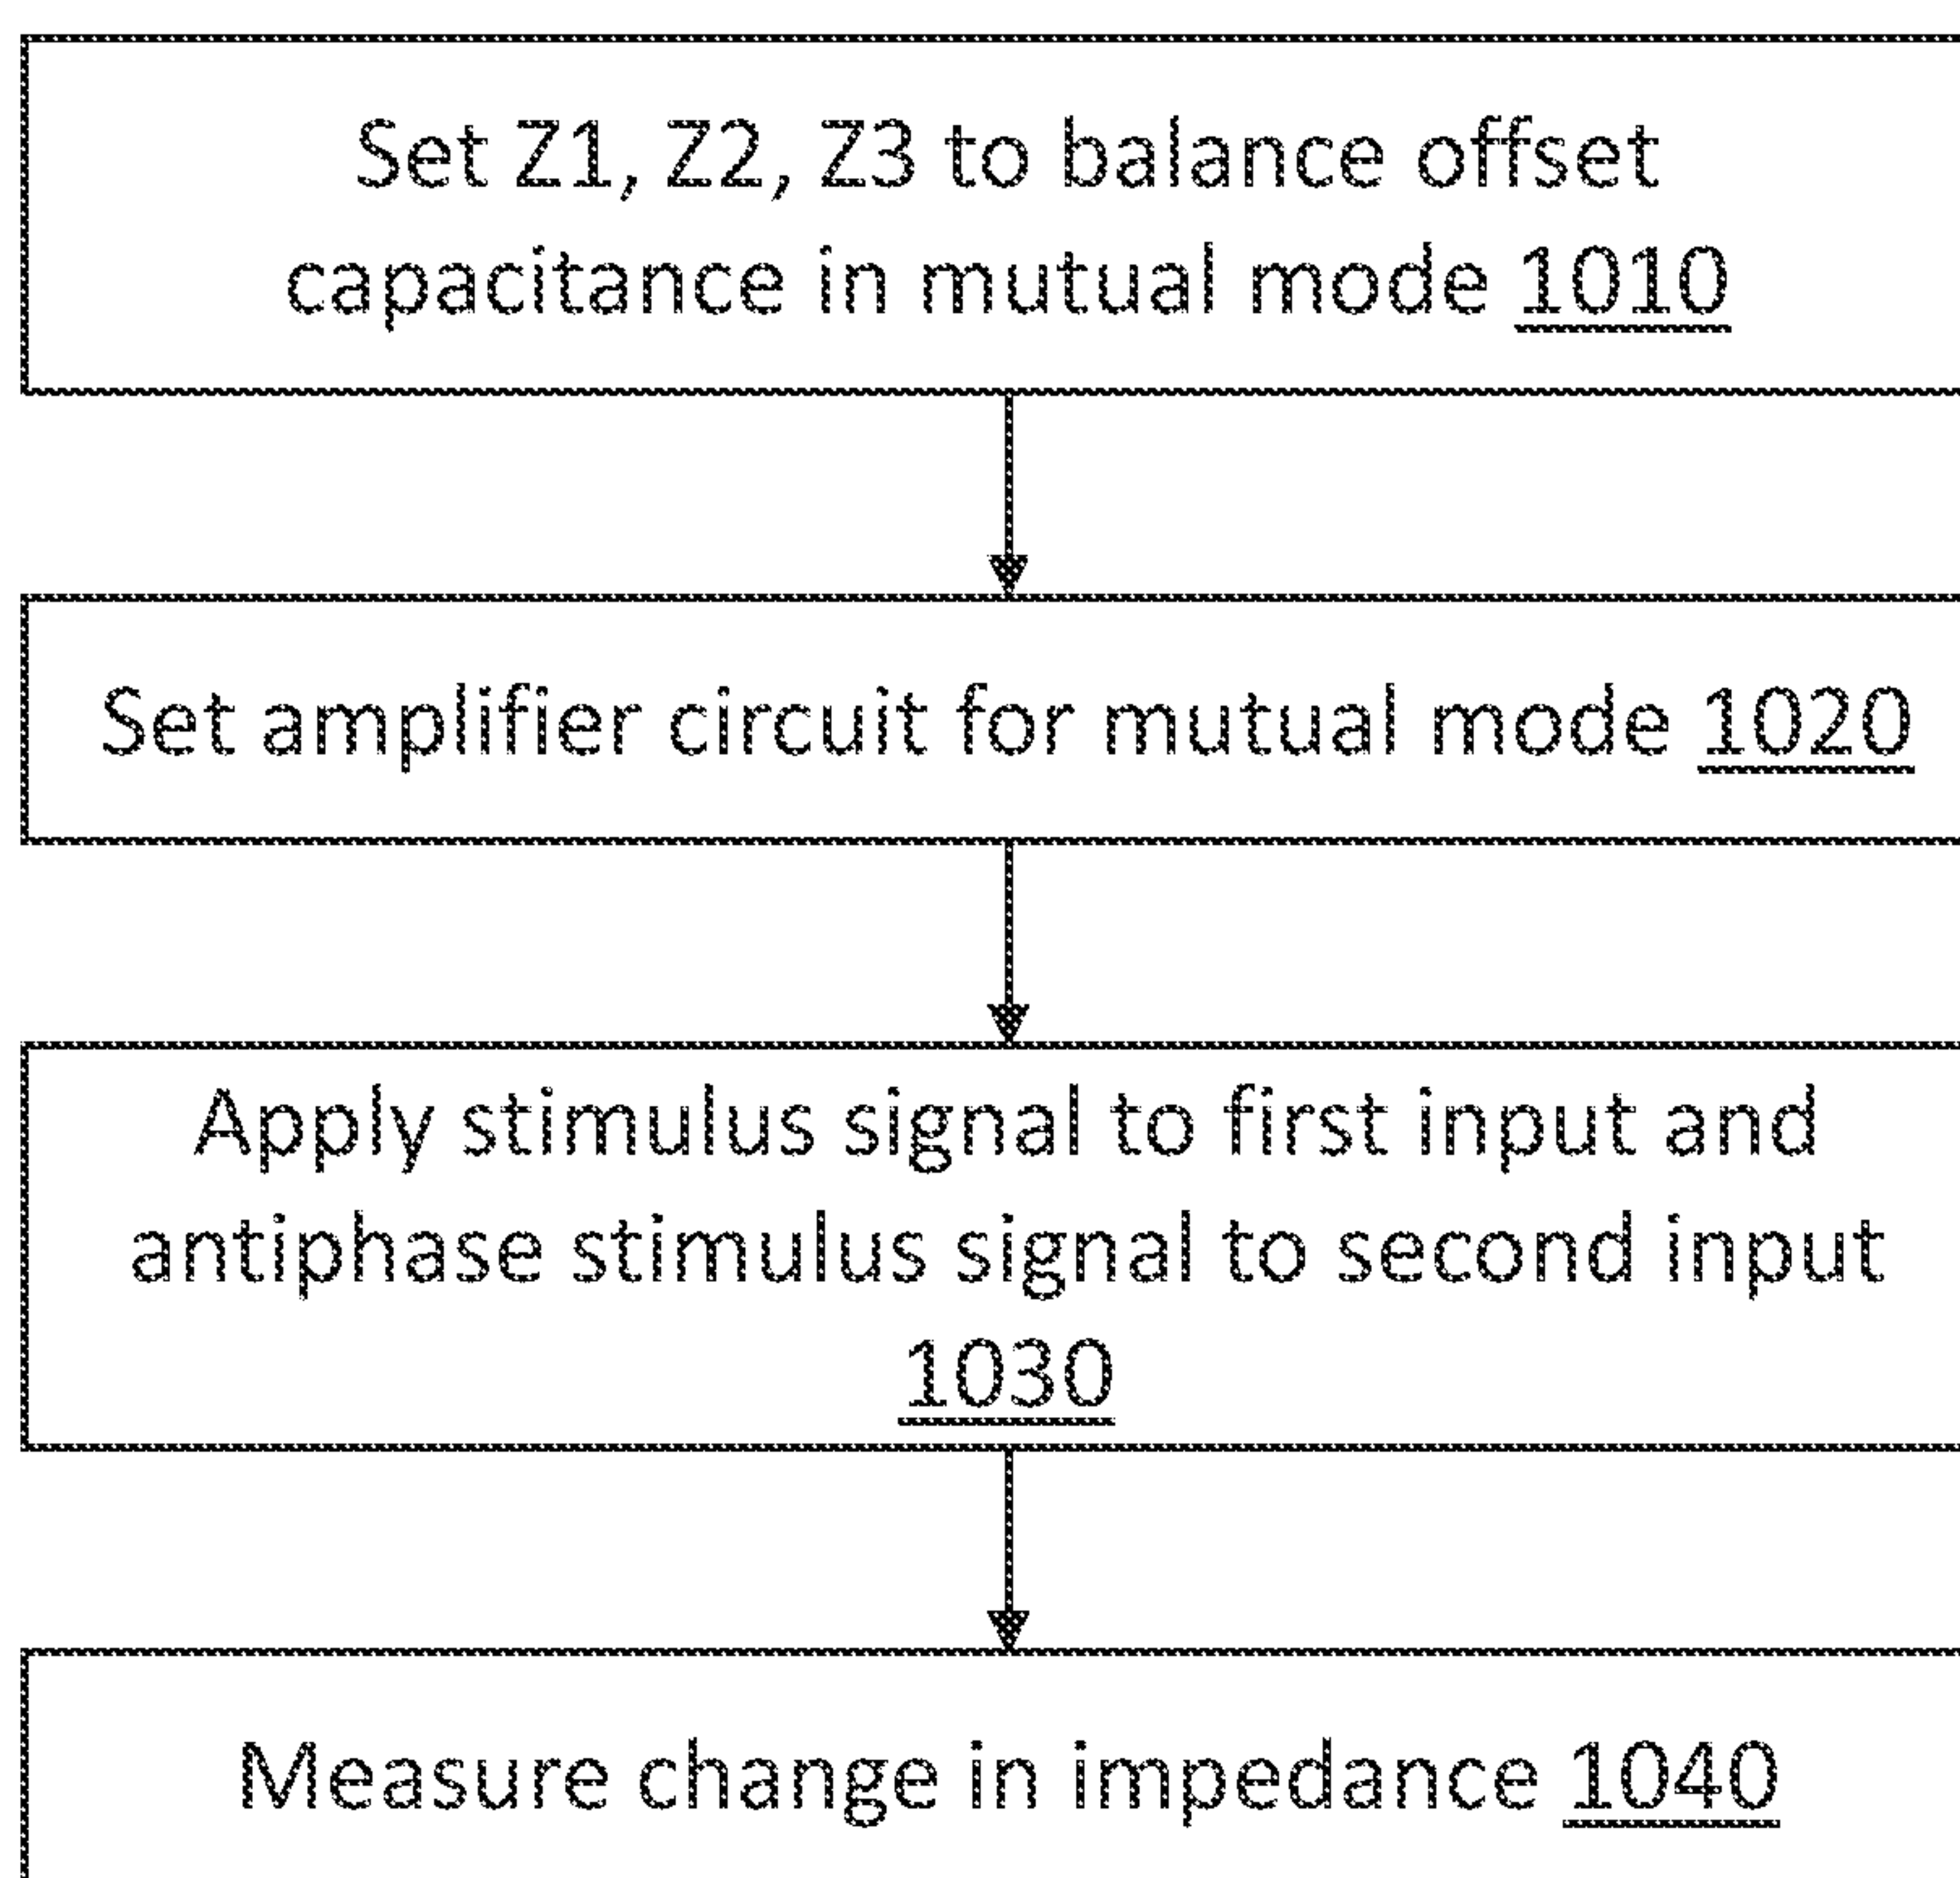 Set Z1, Z2, Z3 to balance offset
capacitance in mutual mode 1010
Set amplifier circuit for mutual mode 1020
Apply stimulus signal to first input and
antiphase stimulus signal to second input
1030
Measure change in impedance 1040